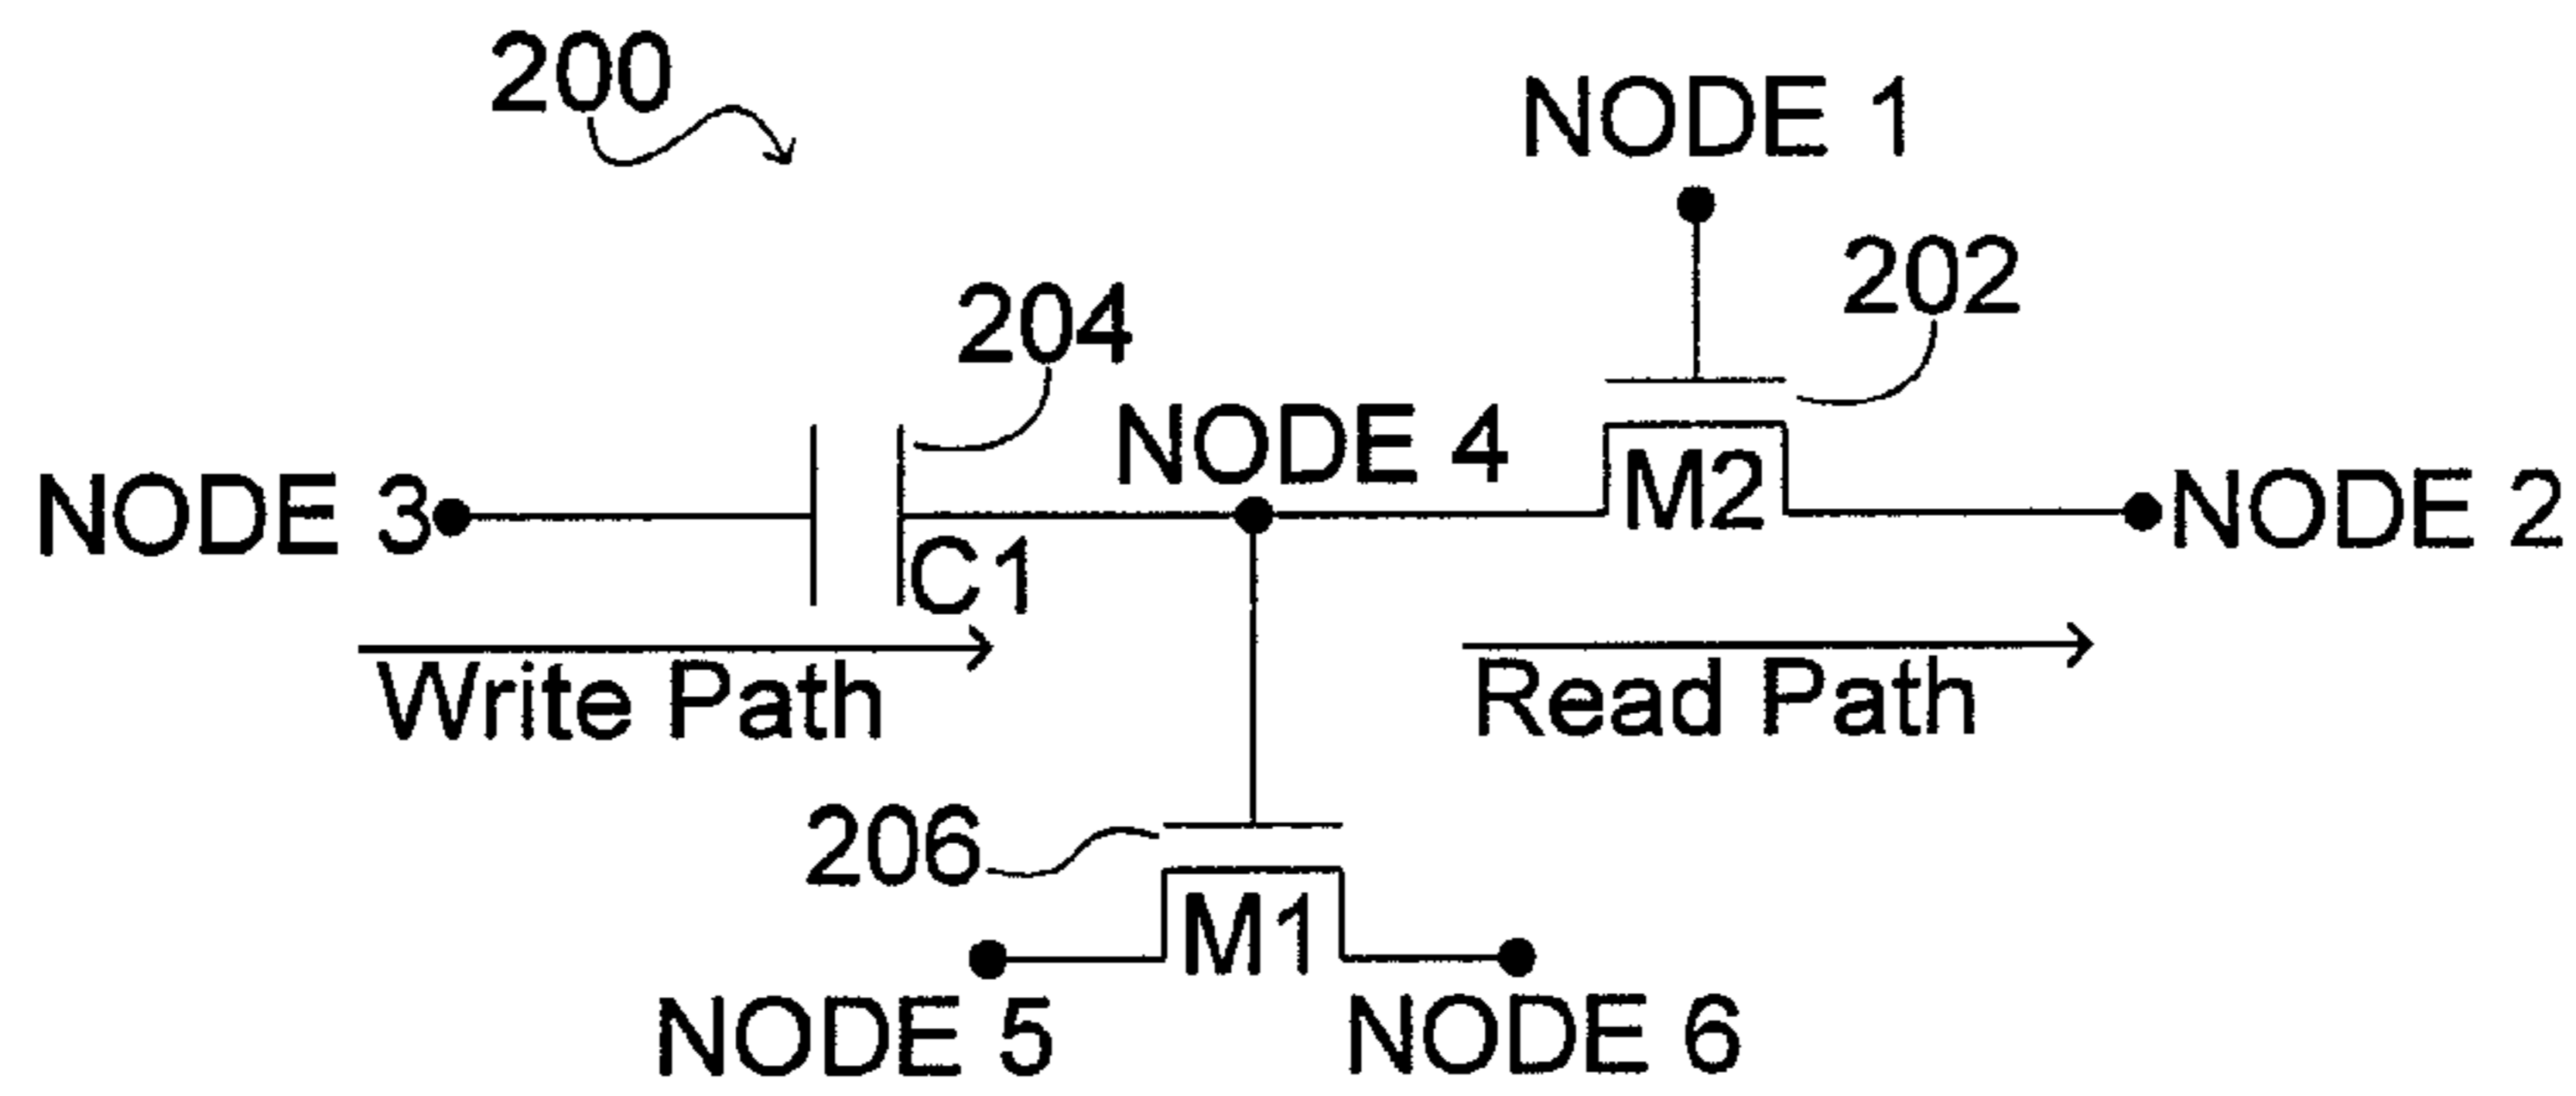 200
NODE 1
202
204
NODE 4
NODE 3
M2
NODE 2
C1
Write Path
Read Path
206
M1
NODE 5
NODE 6